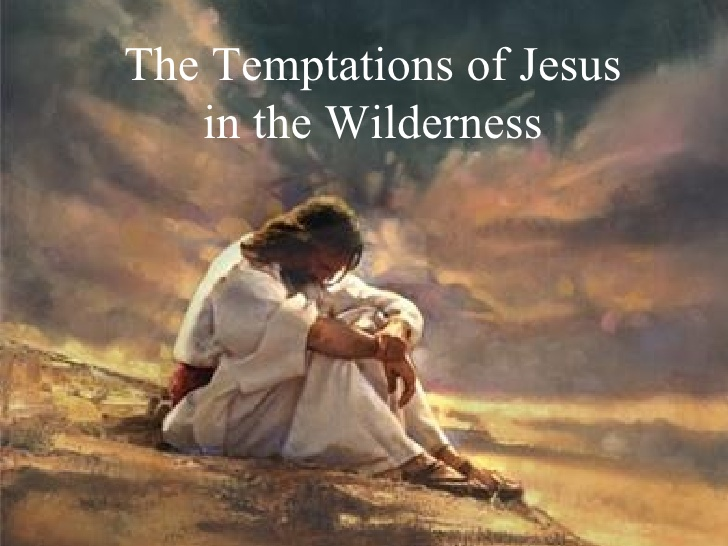 The Temptations of Jesus
in the Wilderness